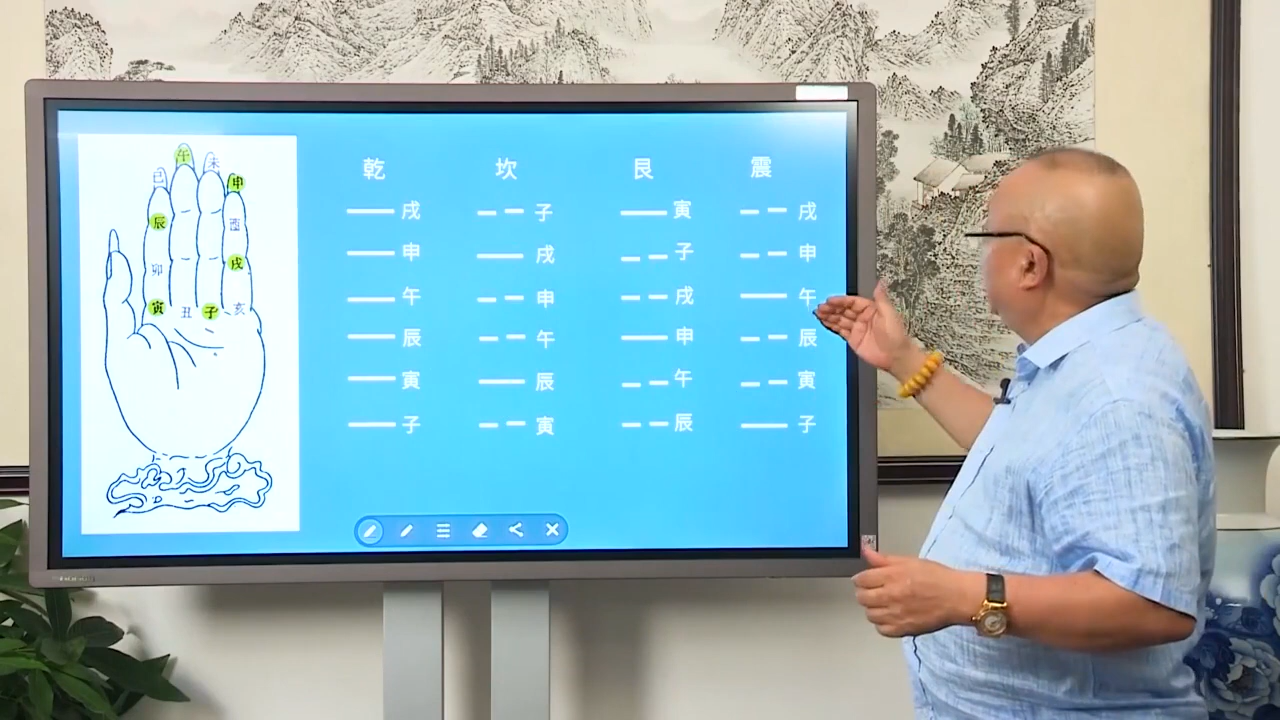 乾 坎 艮 震
戌 子 寅 戌
申 戌 子 申
午 申 戌 午
辰 午 申 辰
寅 辰 午 寅
子 寅 辰 子
午 未
巳 申
辰 酉
卯 戌
寅 丑 子 亥